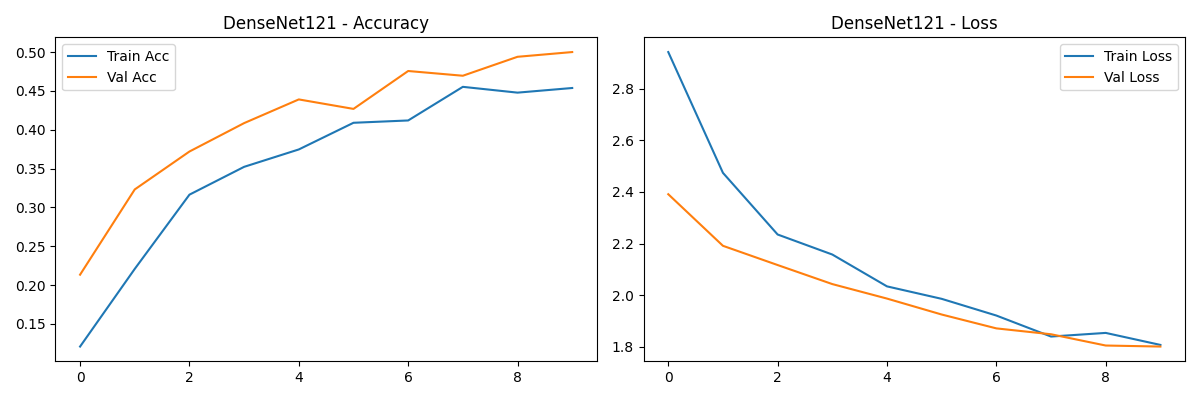 DenseNet121 - Accuracy
Train Acc
Val Acc
0.50
0.45
0.40
0.35
0.30
0.25
0.20
0.15
0 2 4 6 8
DenseNet121 - Loss
Train Loss
Val Loss
2.8
2.6
2.4
2.2
2.0
1.8
0 2 4 6 8